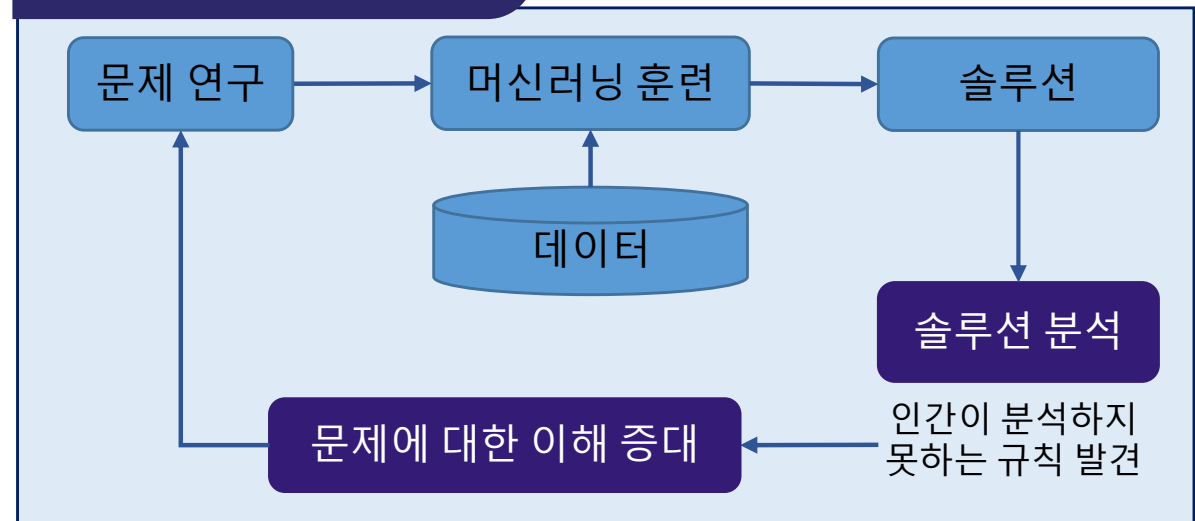 문제 연구
머신러닝 훈련
솔루션
데이터
솔루션 분석
인간이 분석하지
못하는 규칙 발견
문제에 대한 이해 증대